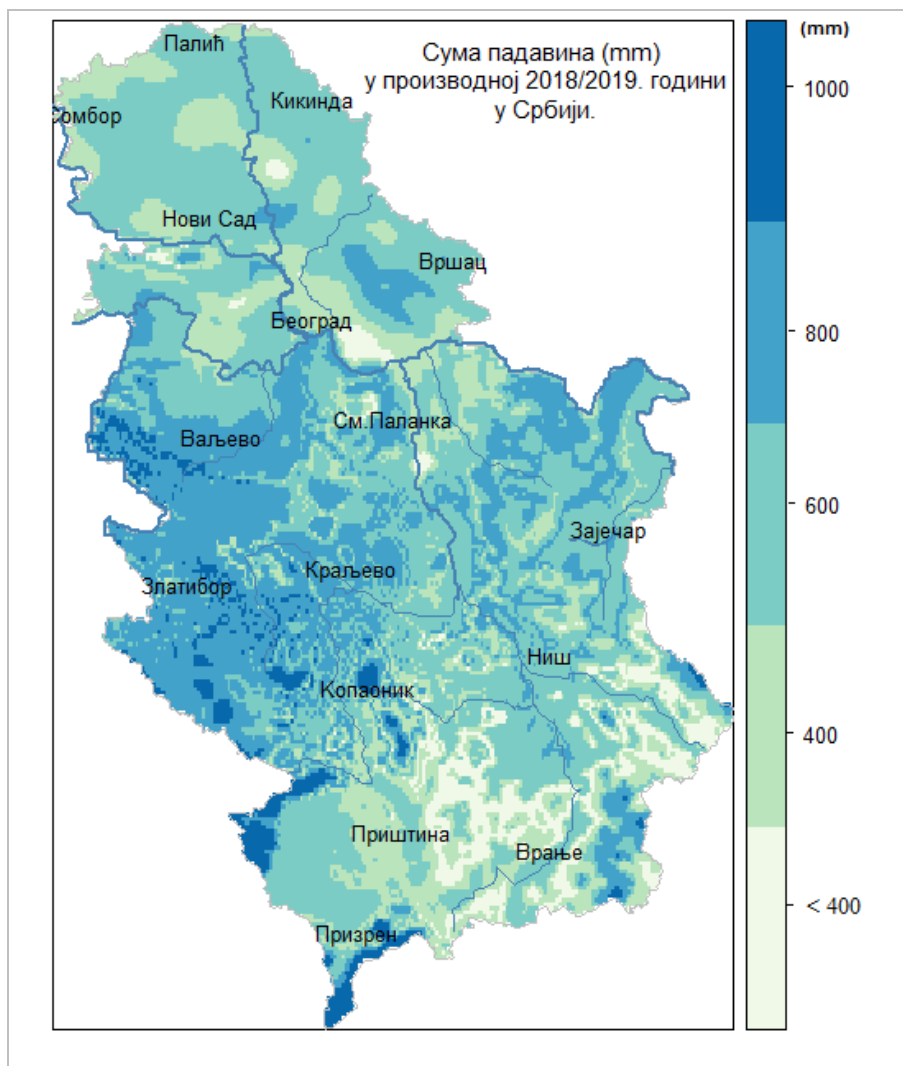 (mm)
Сума падавина (mm)
у производној 2018/2019. години
у Србији.
Палић
Кикинда
1000
Сомбор
Нови Сад
Вршац
Београд
800
См.Паланка
Ваљево
600
Зајечар
Краљево
Златибор
Ниш
Копаоник
400
Приштина
Врање
< 400
Призрен